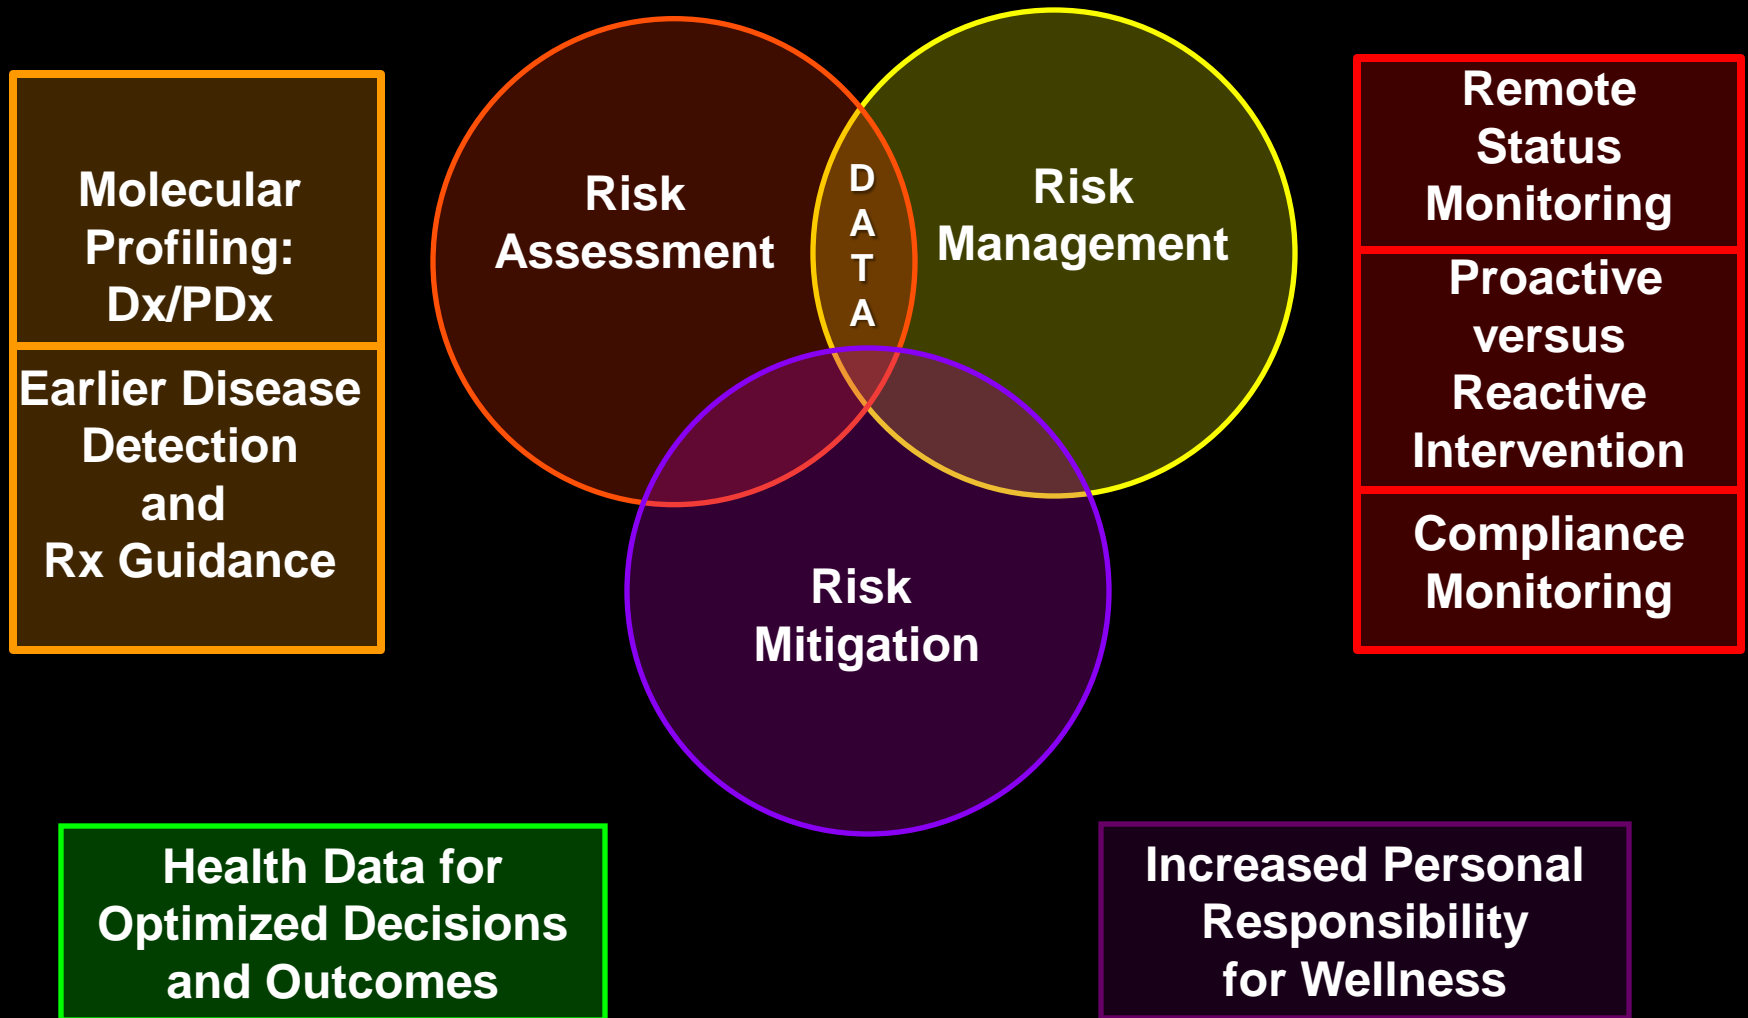 Molecular
Profiling:
Dx/PDx
Earlier Disease
Detection
and
Rx Guidance
Risk
Assessment
D
A
T
A
Risk
Management
Risk
Mitigation
Remote
Status
Monitoring
Proactive
versus
Reactive
Intervention
Compliance
Monitoring
Health Data for
Optimized Decisions
and Outcomes
Increased Personal
Responsibility
for Wellness